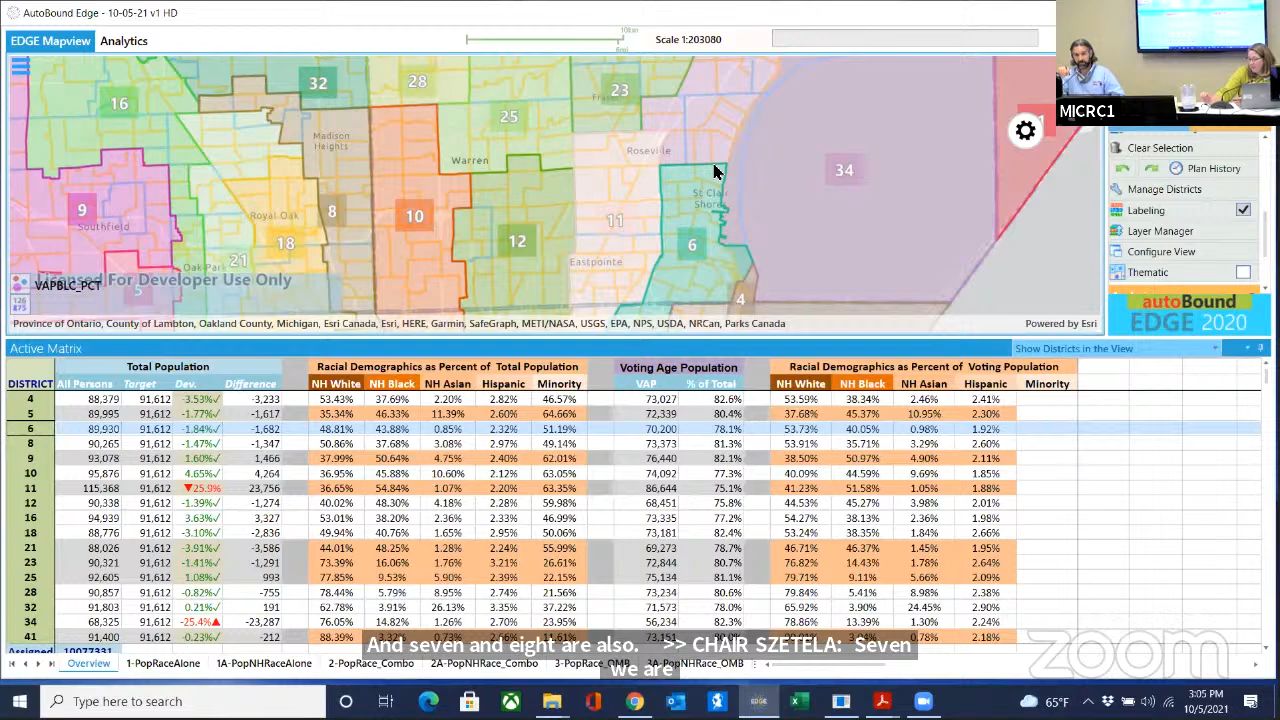 AutoBound Edge - 10-05-21 v1 HD
EDGE Mapview Analytics
10km
6mi
Scale 1:203080
MICRC1
32 28 23
16
Madison
Heights
25
Warren
Roseville
34
St Clair
Shores
9
Southfield
Royal Oak
8
10
11
18
12
6
21
Oak Park
Eastpointe
4
5
Licensed For Developer Use Only
VAPBLC_PCT
Province of Ontario, County of Lambton, Oakland County, Michigan, Esri Canada, Esri, HERE, Garmin, SafeGraph, METI/NASA, USGS, EPA, NPS, USDA, NRCan, Parks Canada
Powered by Esri
Clear Selection
Plan History
Manage Districts
Labeling
Layer Manager
Configure View
Thematic
autoBound
EDGE 2020
Active Matrix
Show Districts in the View
Total Population Racial Demographics as Percent of Total Population Voting Age Population Racial Demographics as Percent of Voting Population
DISTRICT All Persons Target Dev. Difference NH White NH Black NH Asian Hispanic Minority VAP % of Total NH White NH Black NH Asian Hispanic Minority
4 88,379 91,612 -3.53%✓ -3,233 53.43% 37.69% 2.20% 2.82% 46.57% 73,027 82.6% 53.59% 38.34% 2.46% 2.41%
5 89,995 91,612 -1.77%✓ -1,617 35.34% 46.33% 11.39% 2.60% 64.66% 72,339 80.4% 37.68% 45.37% 10.95% 2.30%
6 89,930 91,612 -1.84%✓ -1,682 48.81% 43.88% 0.85% 2.32% 51.19% 70,200 78.1% 53.73% 40.05% 0.98% 1.92%
8 90,265 91,612 -1.47%✓ -1,347 50.86% 37.68% 3.08% 2.97% 49.14% 73,373 81.3% 53.91% 35.71% 3.29% 2.60%
9 93,078 91,612 1.60%✓ 1,466 37.99% 50.64% 4.75% 2.40% 62.01% 76,440 82.1% 38.50% 50.97% 4.90% 2.11%
10 95,876 91,612 4.65%✓ 4,264 36.95% 45.88% 10.60% 2.12% 63.05% 74,092 77.3% 40.09% 44.59% 9.69% 1.85%
11 115,368 91,612 ▼25.9% 23,756 36.65% 54.84% 1.07% 2.20% 63.35% 86,644 75.1% 41.23% 51.58% 1.05% 1.88%
12 90,338 91,612 -1.39%✓ -1,274 40.02% 48.30% 4.18% 2.28% 59.98% 68,451 75.8% 44.53% 45.27% 3.98% 2.01%
16 94,939 91,612 3.63%✓ 3,327 53.01% 38.20% 2.36% 2.33% 46.99% 73,335 77.2% 54.27% 38.13% 2.36% 1.98%
18 88,776 91,612 -3.10%✓ -2,836 49.94% 40.76% 1.65% 2.95% 50.06% 73,181 82.4% 53.24% 38.35% 1.84% 2.66%
21 88,026 91,612 -3.91%✓ -3,586 44.01% 48.25% 1.28% 2.24% 55.99% 69,273 78.7% 46.71% 46.37% 1.45% 1.95%
23 90,321 91,612 -1.41%✓ -1,291 73.39% 16.06% 1.76% 3.21% 26.61% 72,844 80.7% 76.82% 14.43% 1.78% 2.64%
25 92,605 91,612 1.08%✓ 993 77.85% 9.53% 5.90% 2.39% 22.15% 75,134 81.1% 79.71% 9.11% 5.66% 2.09%
28 90,857 91,612 -0.82%✓ -755 78.44% 5.79% 8.95% 2.74% 21.56% 73,234 80.6% 79.84% 5.41% 8.98% 2.38%
32 91,803 91,612 0.21%✓ 191 62.78% 3.91% 26.13% 3.35% 37.22% 71,573 78.0% 65.92% 3.90% 24.45% 2.90%
34 68,325 91,612 -25.4%▲ -23,287 76.05% 14.82% 1.26% 2.70% 23.95% 56,234 82.3% 78.86% 13.39% 1.30% 2.24%
41 91,400 91,612 -0.23%✓ -212 88.39% 0.78% 2.18%
Assigned 10077331
And seven and eight are also. >> CHAIR SZETELA: Seven
we are
zoom
Overview 1-PopRaceAlone 1A-PopNHRaceAlone 2-PopRace_Combo 2A-PopNHRace_Combo 3-PopRace_OMB 3A-PopNHRace_OMB
Type here to search
EDGE
65°F
3:05 PM
10/5/2021